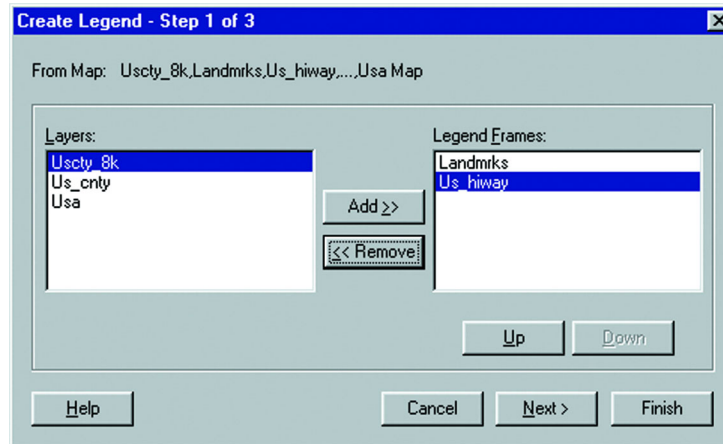 Create Legend - Step 1 of 3
From Map: Uscty_8k,Landmrks,Us_hiway,...,Usa Map
Layers:
Uscty_8k
Us_cnty
Usa
Add >>
<< Remove
Legend Frames:
Landmrks
Us_hiway
Up
Down
Help
Cancel
Next >
Finish